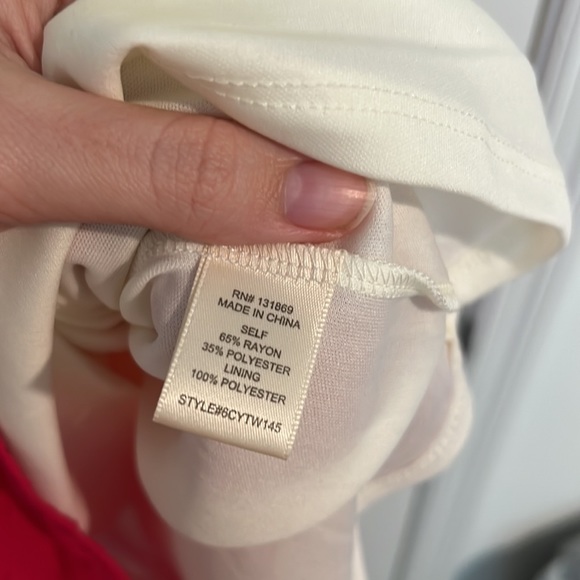 RN# 131869
MADE IN CHINA
SELF
65% RAYON
35% POLYESTER
LINING
100% POLYESTER
STYLE#6CYTW145